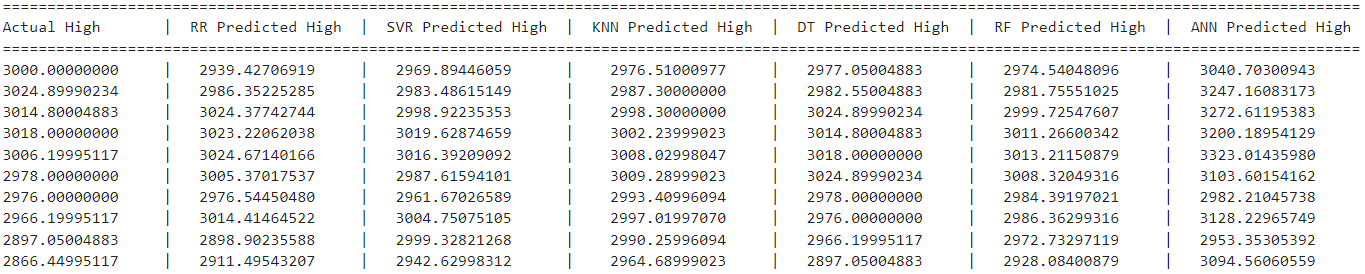 Actual High | RR Predicted High | SVR Predicted High | KNN Predicted High | DT Predicted High | RF Predicted High | ANN Predicted High
3000.00000000 | 2939.42706919 | 2969.89446059 | 2976.51000977 | 2977.05004883 | 2974.54048096 | 3040.70300943
3024.89990234 | 2986.35225285 | 2983.48615149 | 2987.30000000 | 2982.55004883 | 2981.75551025 | 3247.16083173
3014.80004883 | 3024.37742744 | 2998.92235353 | 2998.30000000 | 3024.89990234 | 2999.72547607 | 3272.61195383
3018.00000000 | 3023.22062038 | 3019.62874659 | 3002.23999023 | 3014.80004883 | 3011.26600342 | 3200.18954129
3006.19995117 | 3024.67140166 | 3016.39209092 | 3008.02998047 | 3018.00000000 | 3013.21150879 | 3323.01435980
2978.00000000 | 3005.37017537 | 2987.61594101 | 3009.28999023 | 3024.89990234 | 3008.32049316 | 3103.60154162
2976.00000000 | 2976.54450480 | 2961.67026589 | 2993.40996094 | 2978.00000000 | 2984.39197021 | 2982.21045738
2966.19995117 | 3014.41464522 | 3004.75075105 | 2997.01997070 | 2976.00000000 | 2986.36299316 | 3128.22965749
2897.05004883 | 2898.90235588 | 2999.32821268 | 2990.25996094 | 2966.19995117 | 2972.73297119 | 2953.35305392
2866.44995117 | 2911.49543207 | 2942.62998312 | 2964.68999023 | 2897.05004883 | 2928.08400879 | 3094.56060559